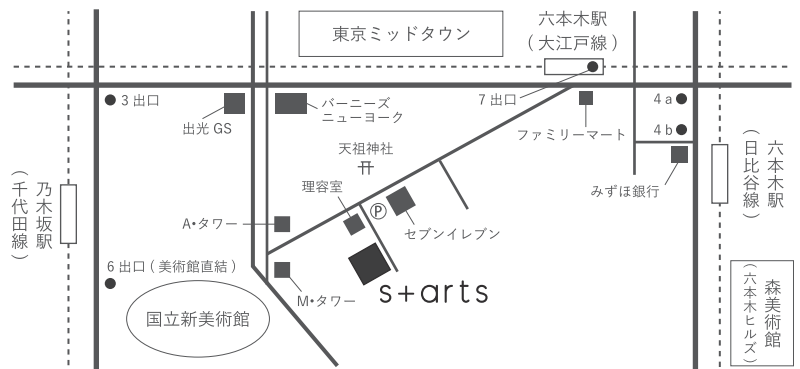 東京ミッドタウン
六本木駅
(大江戸線)
3 出口
出光 GS
バーニーズ
ニューヨーク
7 出口
ファミリーマート
4a
4b
天祖神社
理容室
P
セブンイレブン
みずほ銀行
六本木駅
(日比谷線)
乃木坂駅
(千代田線)
A•タワー
6 出口 ( 美術館直結 )
M•タワー
s+arts
国立新美術館
森美術館
(六本木ヒルズ)